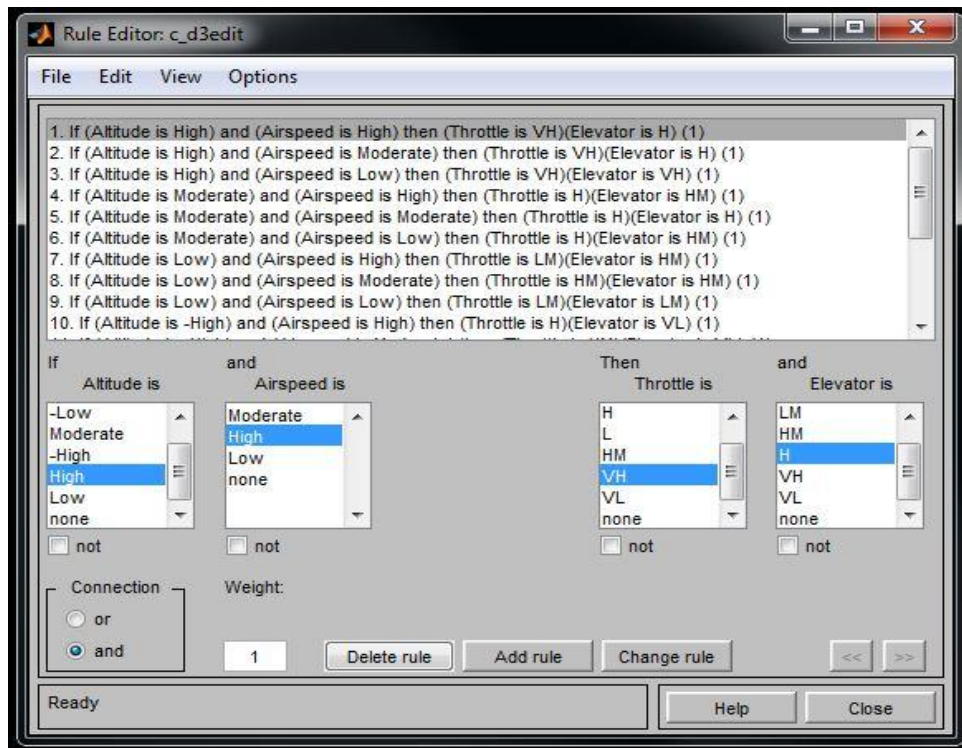 Rule Editor: c_d3edit
File Edit View Options
1. If (Altitude is High) and (Airspeed is High) then (Throttle is VH)(Elevator is H) (1)
2. If (Altitude is High) and (Airspeed is Moderate) then (Throttle is VH)(Elevator is H) (1)
3. If (Altitude is High) and (Airspeed is Low) then (Throttle is VH)(Elevator is VH) (1)
4. If (Altitude is Moderate) and (Airspeed is High) then (Throttle is H)(Elevator is HM) (1)
5. If (Altitude is Moderate) and (Airspeed is Moderate) then (Throttle is H)(Elevator is H) (1)
6. If (Altitude is Moderate) and (Airspeed is Low) then (Throttle is H)(Elevator is HM) (1)
7. If (Altitude is Low) and (Airspeed is High) then (Throttle is LM)(Elevator is HM) (1)
8. If (Altitude is Low) and (Airspeed is Moderate) then (Throttle is HM)(Elevator is HM) (1)
9. If (Altitude is Low) and (Airspeed is Low) then (Throttle is LM)(Elevator is LM) (1)
10. If (Altitude is -High) and (Airspeed is High) then (Throttle is H)(Elevator is VL) (1)
If and Then and
Altitude is Airspeed is Throttle is Elevator is
-Low Moderate H LM
Moderate High L HM
-High Low HM H
High none VH VH
Low VL VL
none none none
not not not not
Connection Weight:
or
and 1 Delete rule Add rule Change rule << >>
Ready Help Close